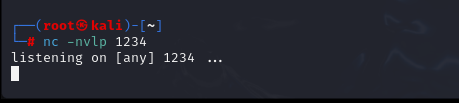 ┌──(root㉿kali)-[~]
└─# nc -nvlp 1234
listening on [any] 1234 ...